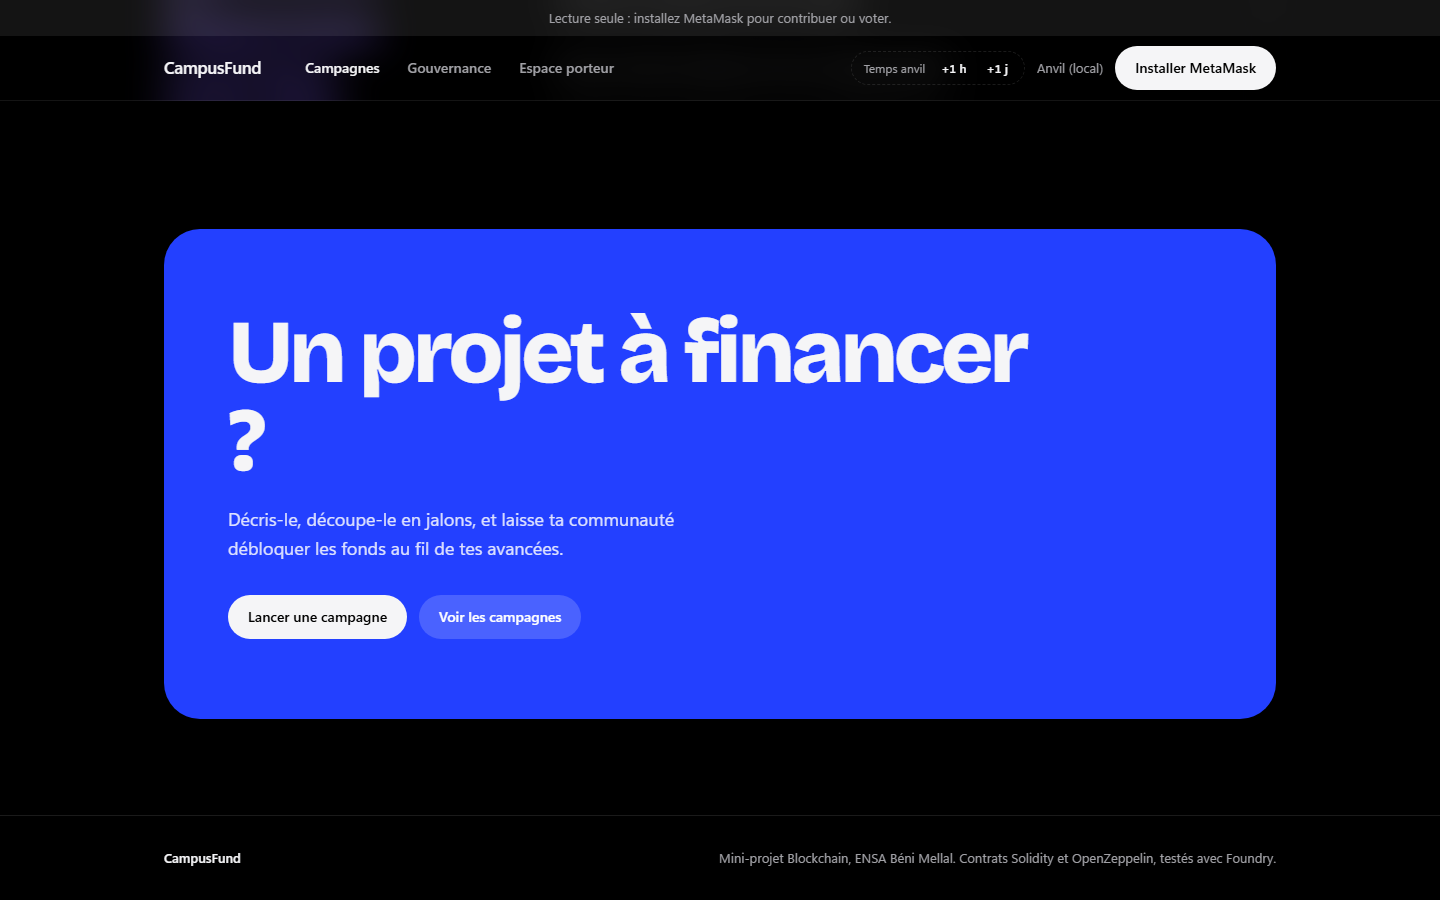 Lecture seule : installez MetaMask pour contribuer ou voter.
CampusFund
Campagnes
Gouvernance
Espace porteur
Temps anvil
+1 h
+1 j
Anvil (local)
Installer MetaMask
Un projet à financer
?
Décris-le, découpe-le en jalons, et laisse ta communauté
débloquer les fonds au fil de tes avancées.
Lancer une campagne
Voir les campagnes
CampusFund
Mini-projet Blockchain, ENSA Béni Mellal. Contrats Solidity et OpenZeppelin, testés avec Foundry.